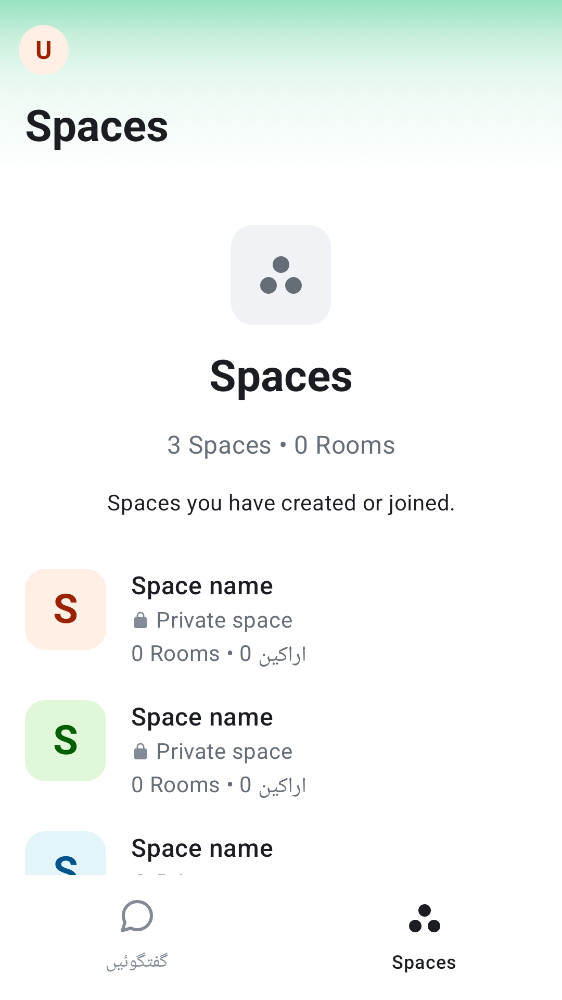 U
Spaces
Spaces
3 Spaces • 0 Rooms
Spaces you have created or joined.
S
Space name
Private space
0 Rooms • 0 اراکین
S
Space name
Private space
0 Rooms • 0 اراکین
S
Space name
گفتگوئیں
Spaces